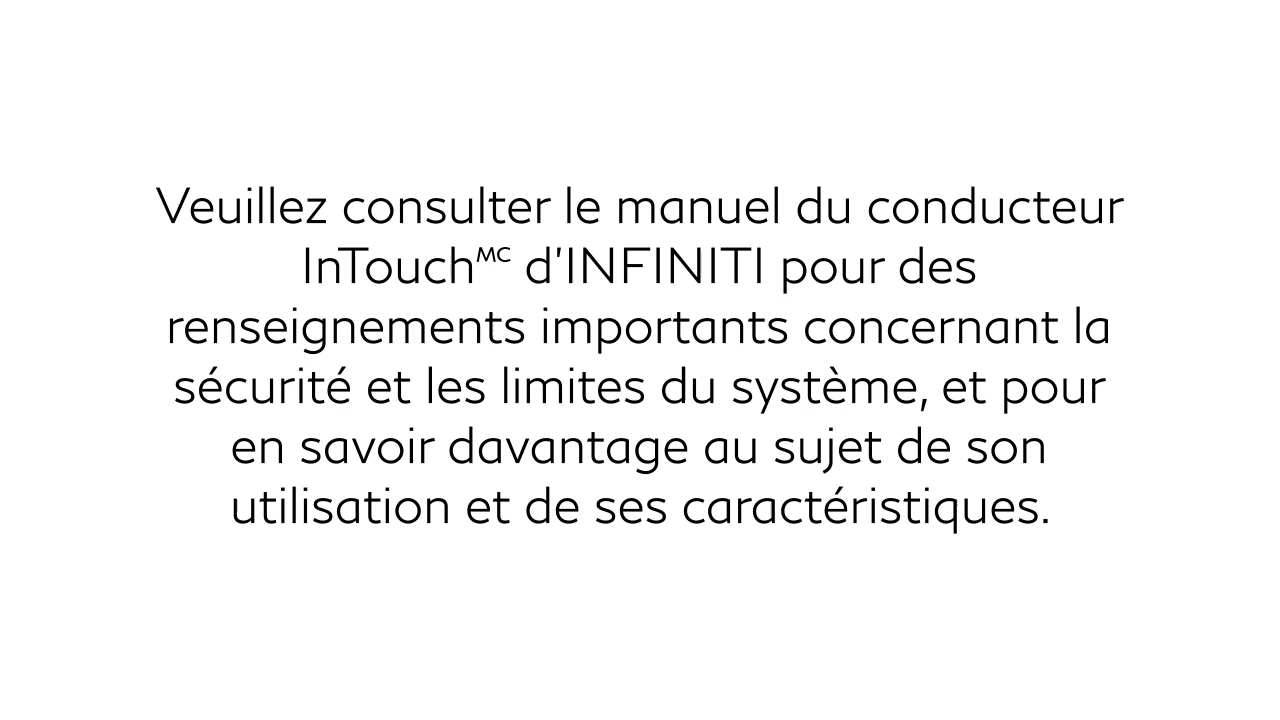 Veuillez consulter le manuel du conducteur
InTouchᴹᶜ d'INFINITI pour des
renseignements importants concernant la
sécurité et les limites du système, et pour
en savoir davantage au sujet de son
utilisation et de ses caractéristiques.